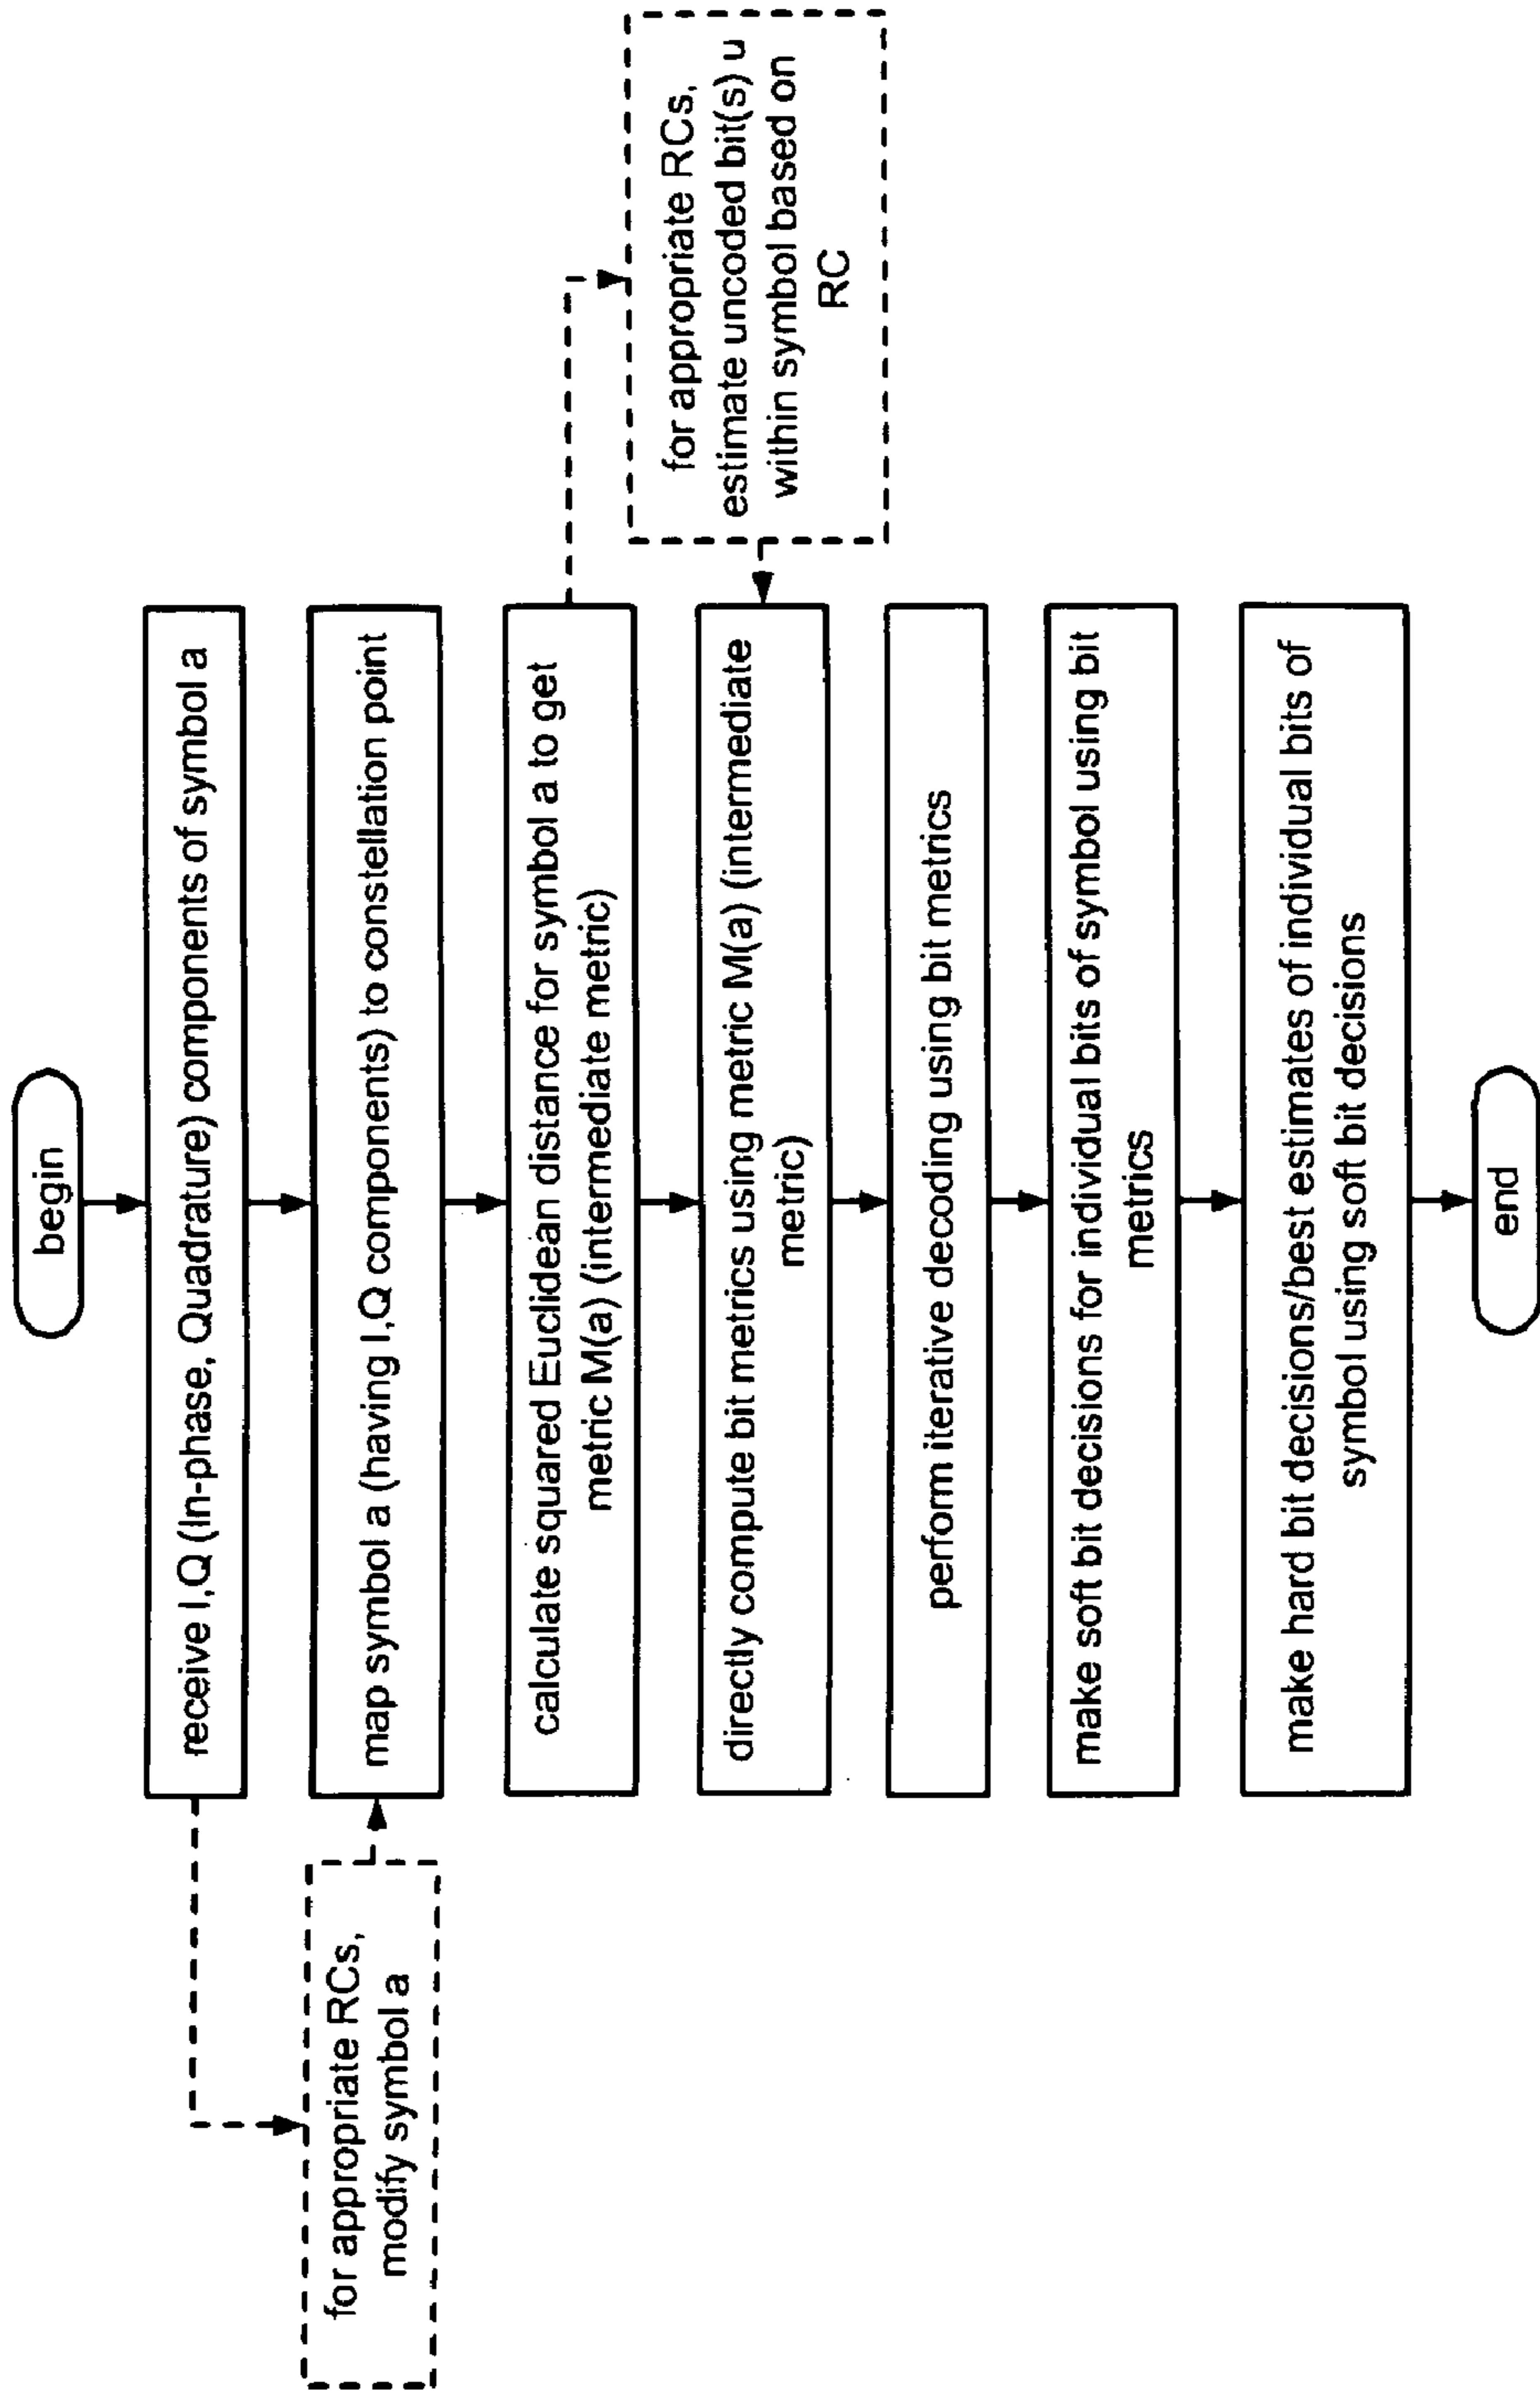 begin
receive I,Q (In-phase, Quadrature) components of symbol a
for appropriate RCs,
modify symbol a
map symbol a (having I,Q components) to constellation point
calculate squared Euclidean distance for symbol a to get
metric M(a) (intermediate metric)
for appropriate RCs,
estimate uncoded bit(s) u
within symbol based on
RC
directly compute bit metrics using metric M(a) (intermediate
metric)
perform iterative decoding using bit metrics
make soft bit decisions for individual bits of symbol using bit
metrics
make hard bit decisions/best estimates of individual bits of
symbol using soft bit decisions
end